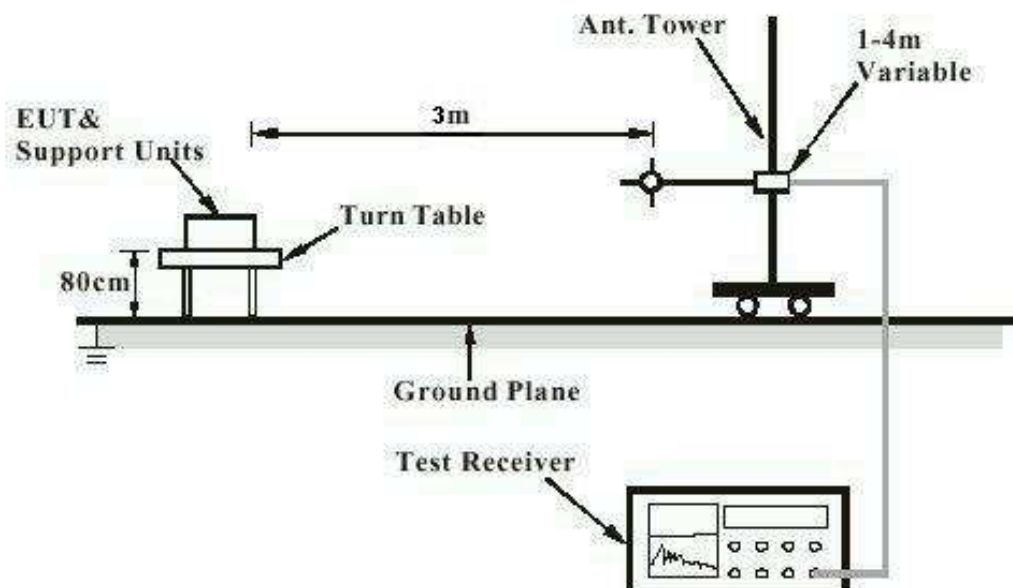 Ant. Tower
1-4m
Variable
EUT&
Support Units
3m
Turn Table
80cm
Ground Plane
Test Receiver